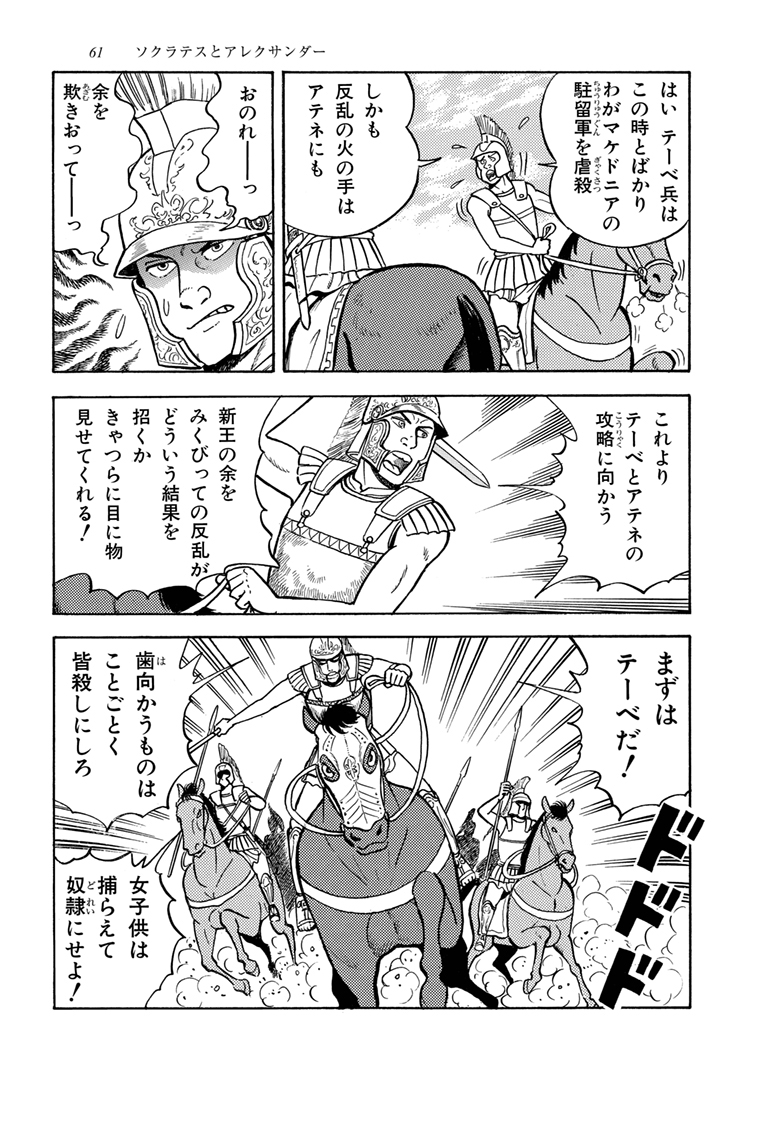 61 ソクラテスとアレクサンダー
はい テーベ兵は
この時とばかり
わがマケドニアの
駐留軍を虐殺
しかも
反乱の火の手は
アテネにも
おのれ――っ
余を
欺きおって――っ
これより
テーベとアテネの
攻略に向かう
新王の余を
みくびっての反乱が
どういう結果を
招くか
きゃつらに目に物
見せてくれる！
まずは
テーベだ！
歯向かうものは
ことごとく
皆殺しにしろ
女子供は
捕らえて
奴隷にせよ！
ドドドド